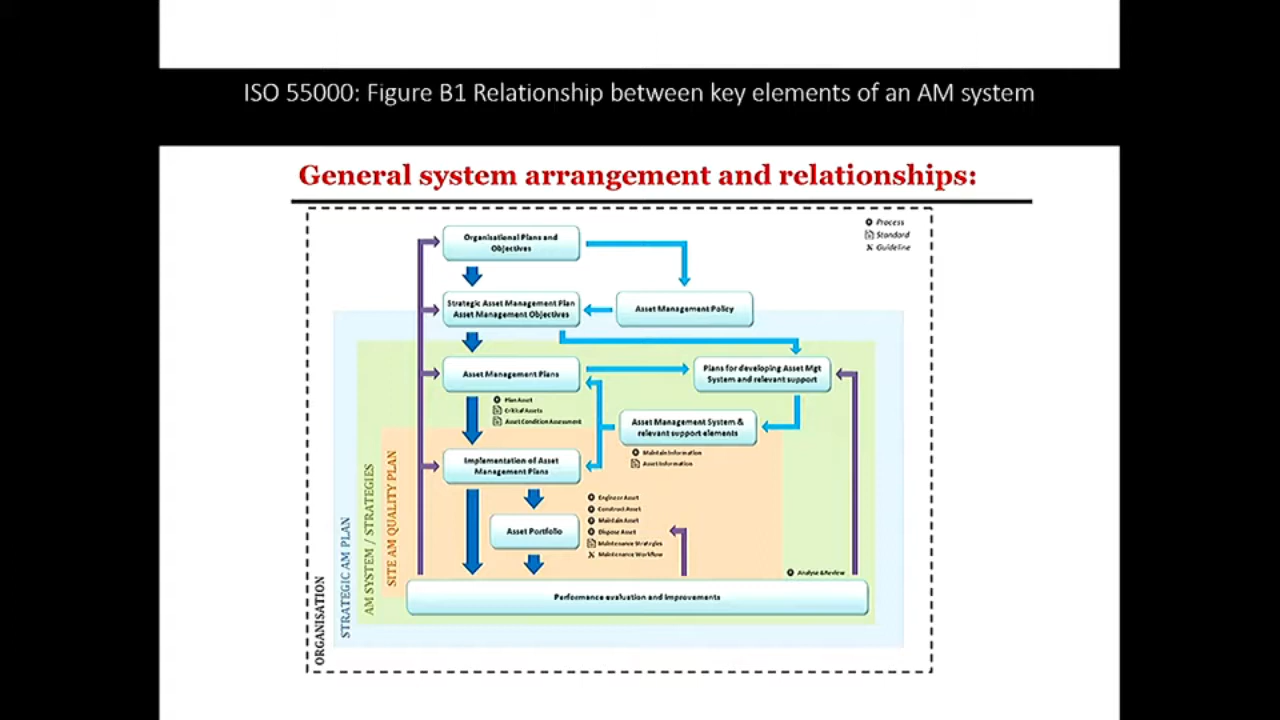 ISO 55000: Figure B1 Relationship between key elements of an AM system
General system arrangement and relationships:
Process
Standard
Guideline
Organisational Plans and
Objectives
Strategic Asset Management Plan
Asset Management Objectives
Asset Management Policy
Asset Management Plans
Plans for developing Asset Mgt
System and relevant support
Plan Asset
Critical Assets
Asset Condition Assessment
Asset Management System &
relevant support elements
Maintain Information
Asset Information
Implementation of Asset
Management Plans
Engineer Asset
Construct Asset
Maintain Asset
Dispose Asset
Maintenance Strategies
Maintenance Workflow
Asset Portfolio
Analyse & Review
Performance evaluation and improvements
ORGANISATION
STRATEGIC AM PLAN
AM SYSTEM / STRATEGIES
SITE AM QUALITY PLAN